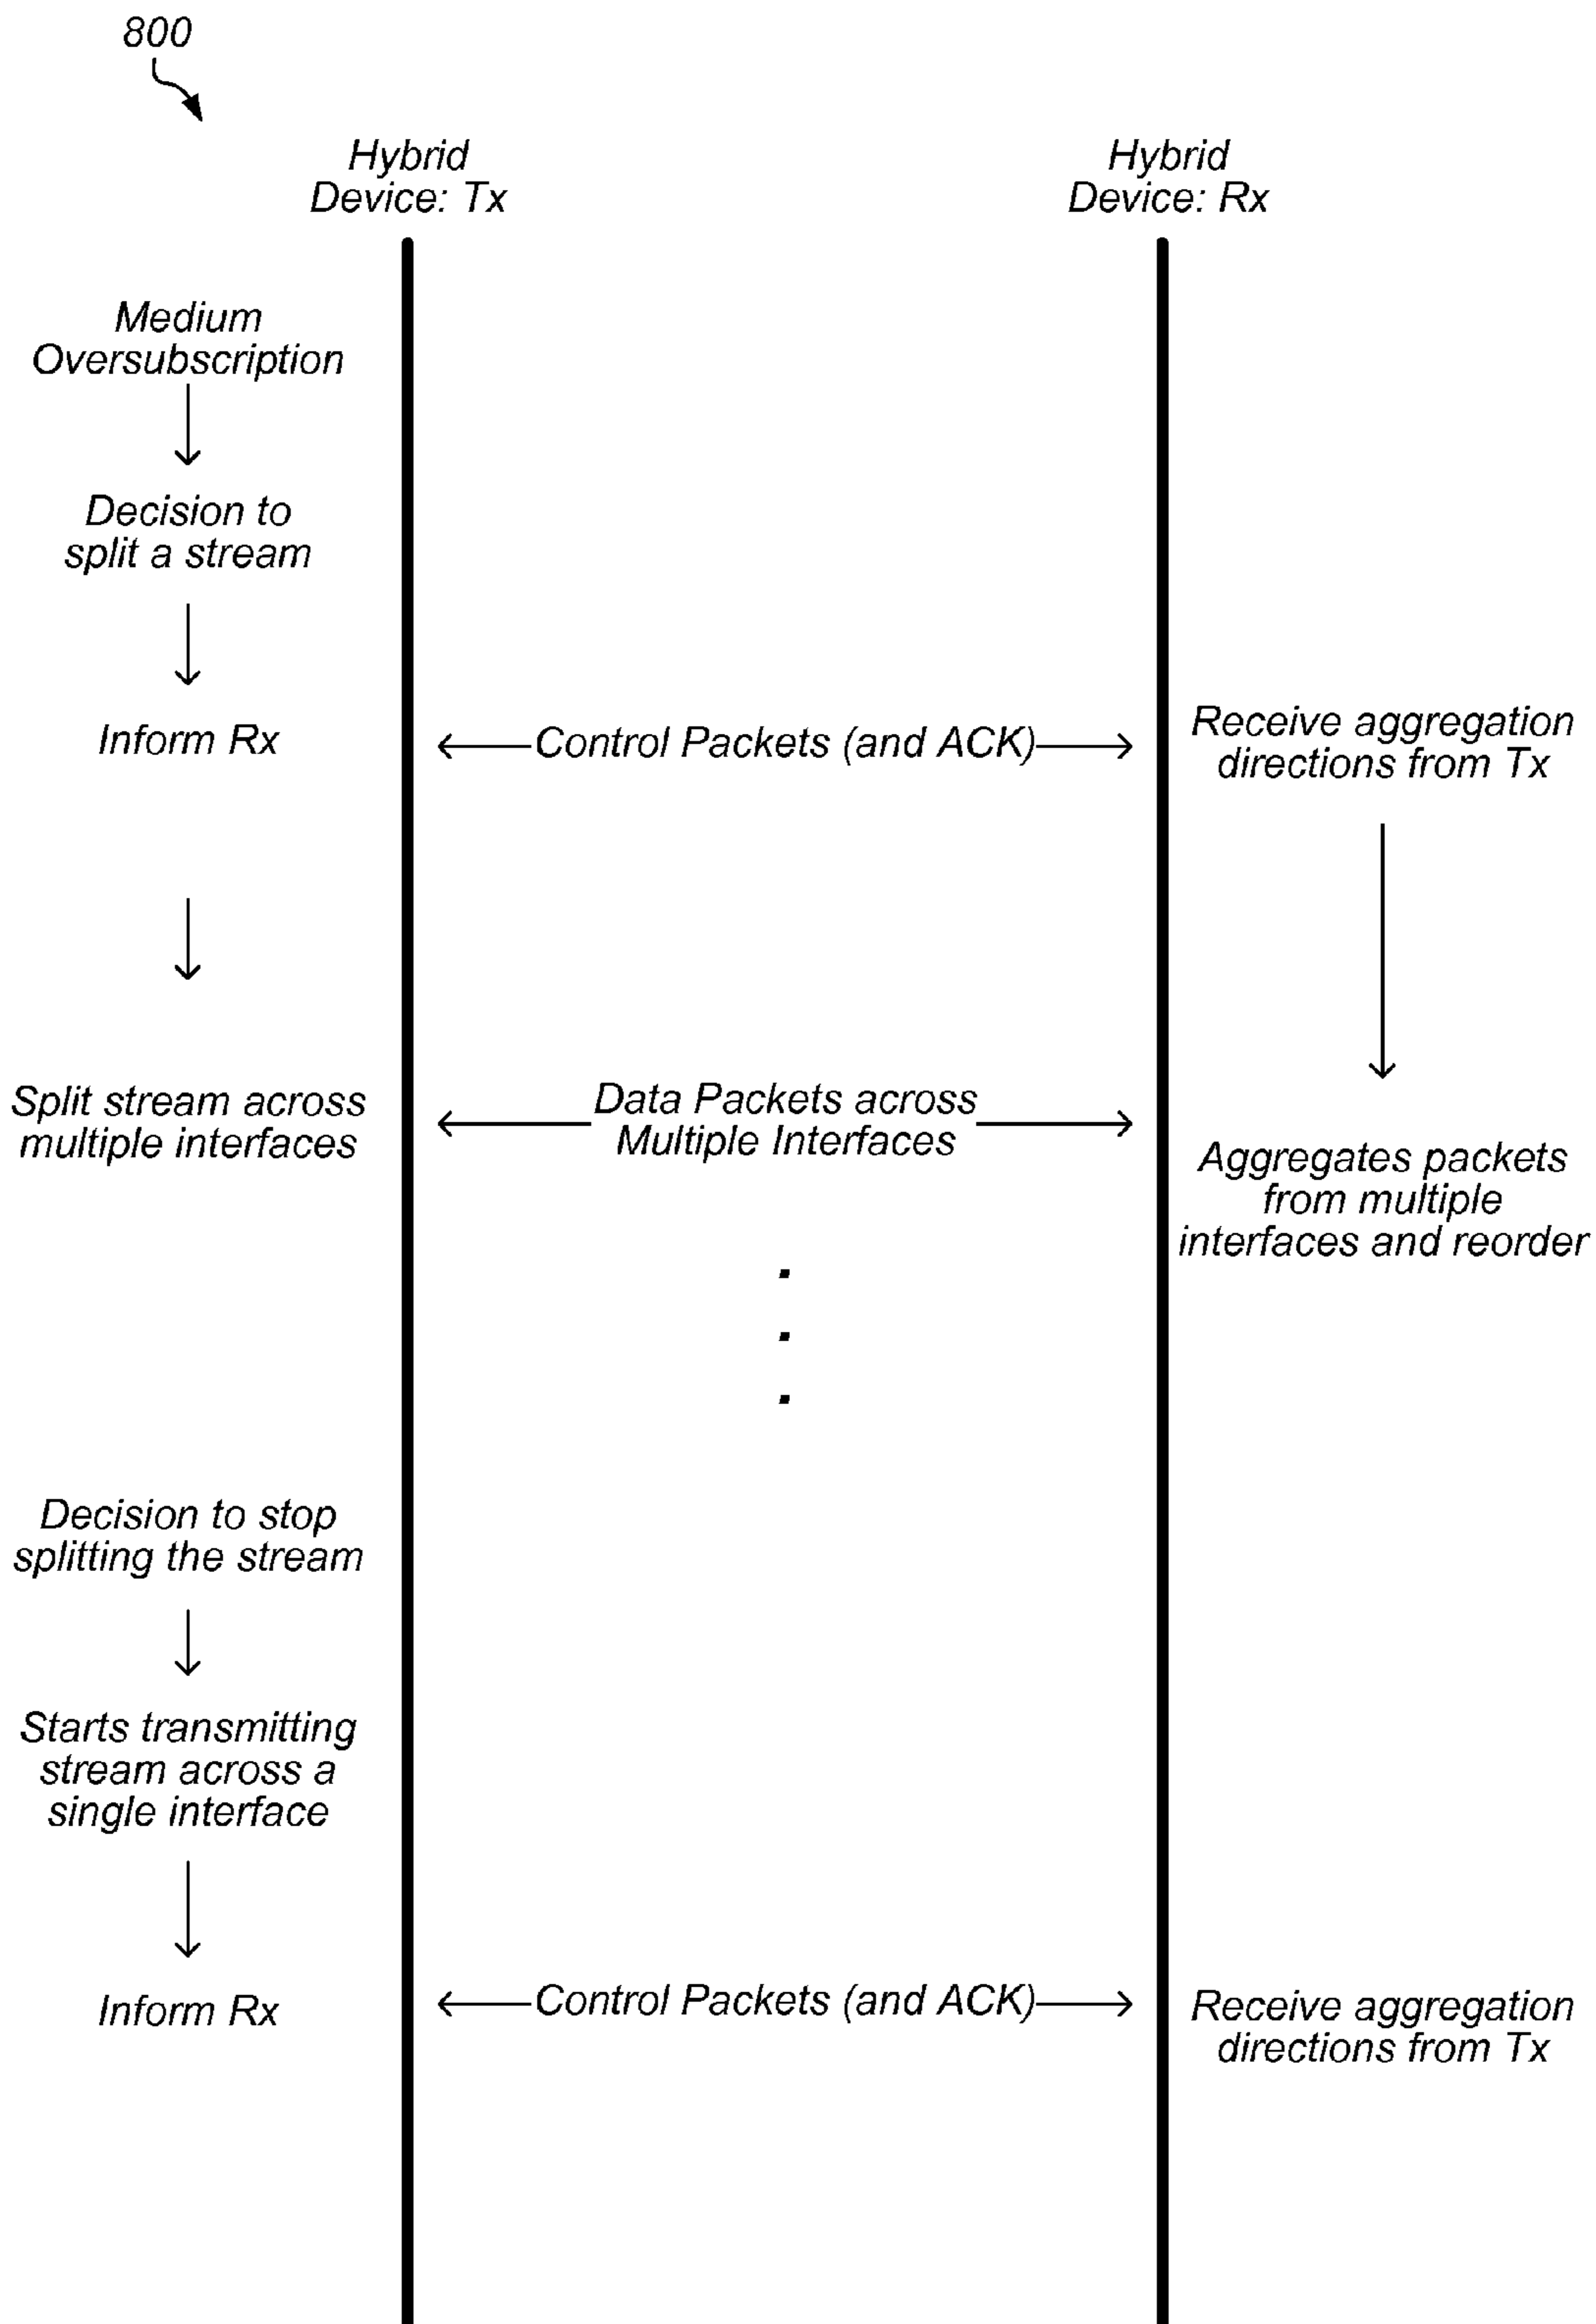 800
Hybrid
Device: Tx
Hybrid
Device: Rx
Medium
Oversubscription
Decision to
split a stream
Inform Rx
Control Packets (and ACK)
Receive aggregation
directions from Tx
Split stream across
multiple interfaces
Data Packets across
Multiple Interfaces
Aggregates packets
from multiple
interfaces and reorder
Decision to stop
splitting the stream
Starts transmitting
stream across a
single interface
Inform Rx
Control Packets (and ACK)
Receive aggregation
directions from Tx